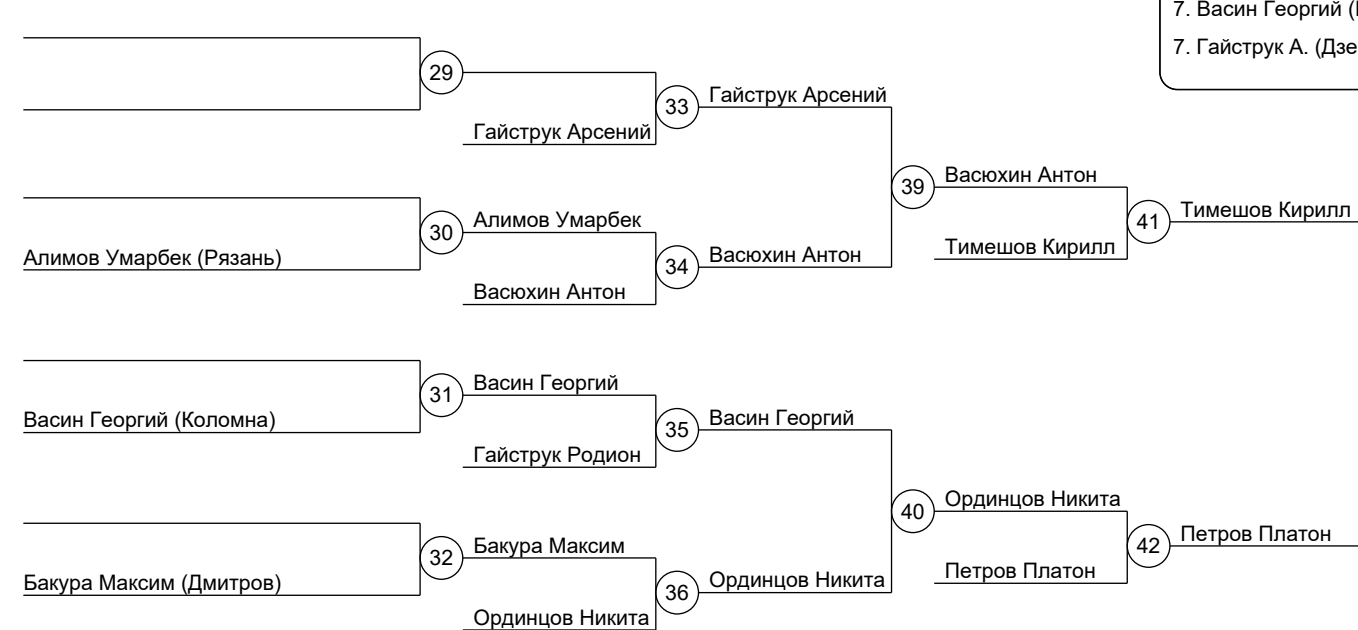 7. Васин Георгий (
7. Гайструк А. (Дзе
29
Гайструк Арсений
33
Гайструк Арсений
Алимов Умарбек (Рязань)
30
Алимов Умарбек
Васюхин Антон
34
Васюхин Антон
39
Васюхин Антон
Тимешов Кирилл
41
Тимешов Кирилл
Васин Георгий (Коломна)
31
Васин Георгий
Гайструк Родион
35
Васин Георгий
Бакура Максим (Дмитров)
32
Бакура Максим
Ординцов Никита
36
Ординцов Никита
40
Ординцов Никита
Петров Платон
42
Петров Платон